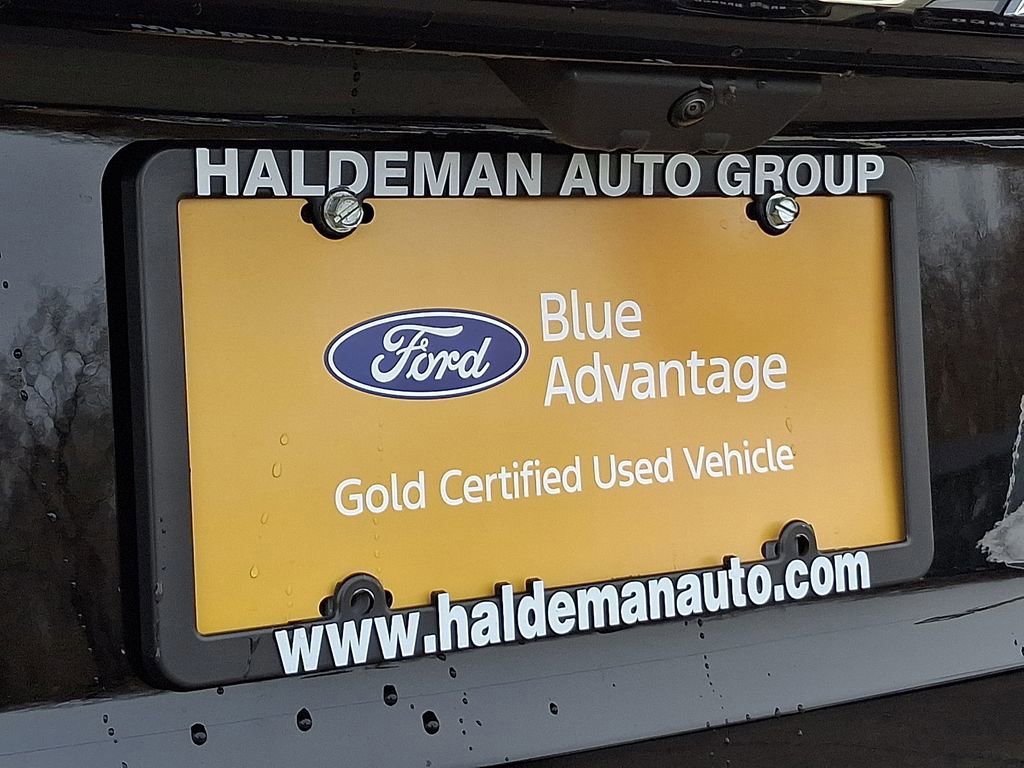 HALDEMAN AUTO GROUP
Ford
Blue
Advantage
Gold Certified Used Vehicle
www.haldemanauto.com